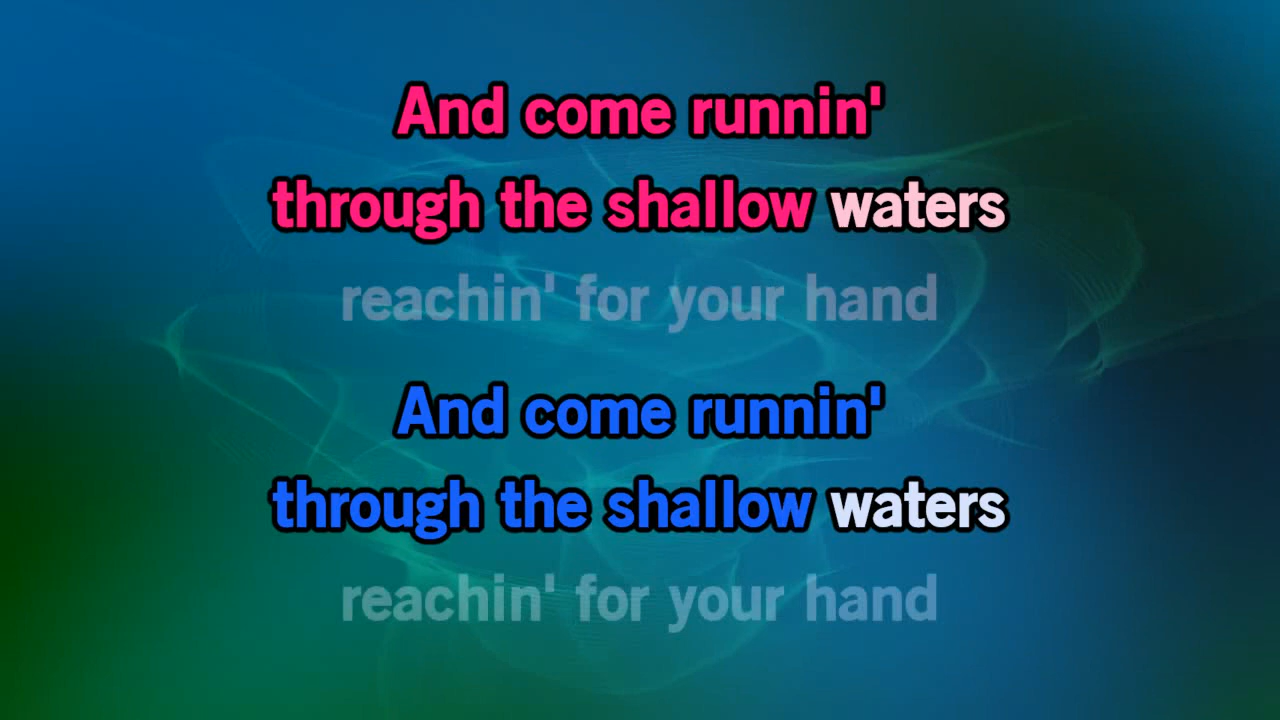 And come runnin'
through the shallow waters
reachin' for your hand
And come runnin'
through the shallow waters
reachin' for your hand